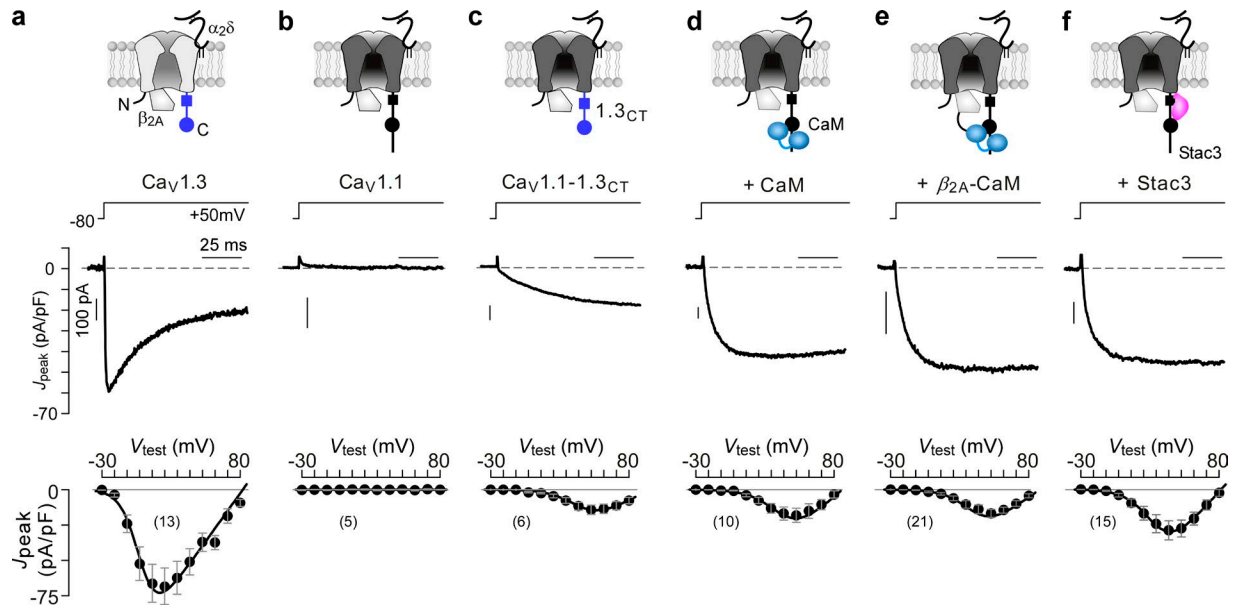 a
b
c
d
e
f
α₂δ
N
β2A
C
1.3CT
CaM
Stac3
CaV1.3
CaV1.1
CaV1.1-1.3CT
+ CaM
+ β2A-CaM
+ Stac3
-80
+50mV
25 ms
0
100 pA
Jpeak (pA/pF)
-70
Vtest (mV)
Vtest (mV)
Vtest (mV)
Vtest (mV)
Vtest (mV)
Vtest (mV)
-30 80
-30 80
-30 80
-30 80
-30 80
-30 80
0
(13)
(5)
(6)
(10)
(21)
(15)
Jpeak
(pA/pF)
-75